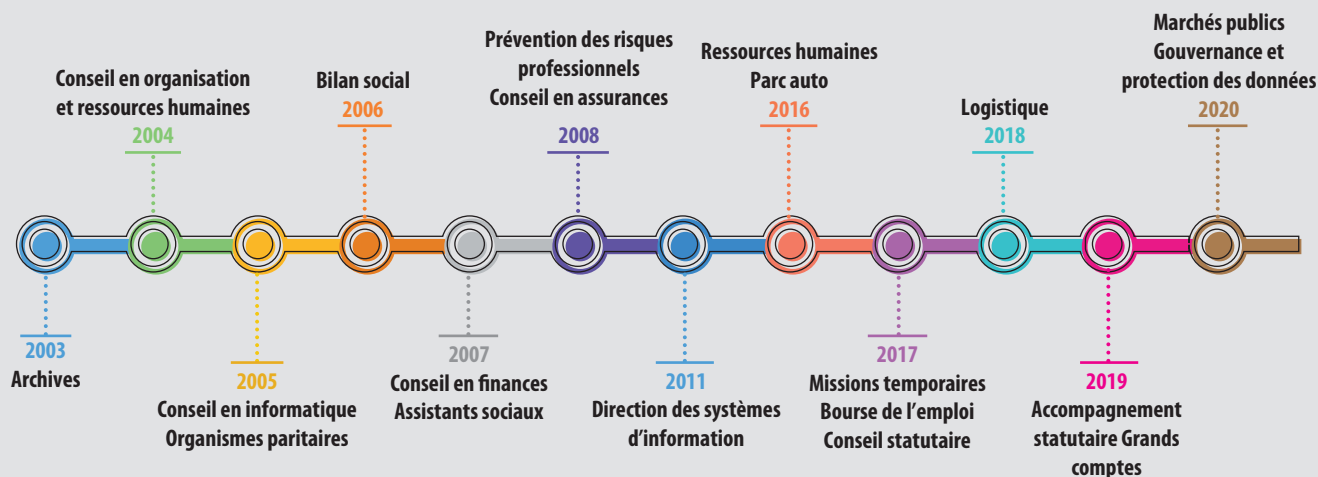 2003
Archives
Conseil en organisation
et ressources humaines
2004
2005
Conseil en informatique
Organismes paritaires
Bilan social
2006
2007
Conseil en finances
Assistants sociaux
Prévention des risques
professionnels
Conseil en assurances
2008
2011
Direction des systèmes
d'information
Ressources humaines
Parc auto
2016
2017
Missions temporaires
Bourse de l'emploi
Conseil statutaire
Logistique
2018
2019
Accompagnement
statutaire Grands
comptes
Marchés publics
Gouvernance et
protection des données
2020